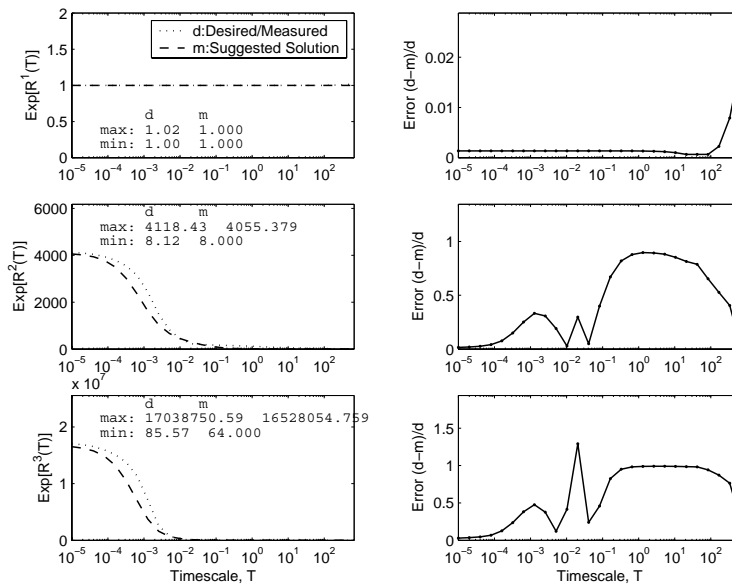 2
1.5
1
0.5
0
Exp[R¹(T)]
d:Desired/Measured
m:Suggested Solution
d m
max: 1.02 1.000
min: 1.00 1.000
10⁻⁵ 10⁻⁴ 10⁻³ 10⁻² 10⁻¹ 10⁰ 10¹ 10²
0.02
0.01
0
Error (d−m)/d
10⁻⁵ 10⁻⁴ 10⁻³ 10⁻² 10⁻¹ 10⁰ 10¹ 10²
6000
4000
2000
0
Exp[R²(T)]
d m
max: 4118.43 4055.379
min: 8.12 8.000
10⁻⁵ 10⁻⁴ 10⁻³ 10⁻² 10⁻¹ 10⁰ 10¹ 10²
1
0.5
0
Error (d−m)/d
10⁻⁵ 10⁻⁴ 10⁻³ 10⁻² 10⁻¹ 10⁰ 10¹ 10²
x 10⁷
2
1
0
Exp[R³(T)]
d m
max: 17038750.59 16528054.759
min: 85.57 64.000
10⁻⁵ 10⁻⁴ 10⁻³ 10⁻² 10⁻¹ 10⁰ 10¹ 10²
Timescale, T
1.5
1
0.5
0
Error (d−m)/d
10⁻⁵ 10⁻⁴ 10⁻³ 10⁻² 10⁻¹ 10⁰ 10¹ 10²
Timescale, T